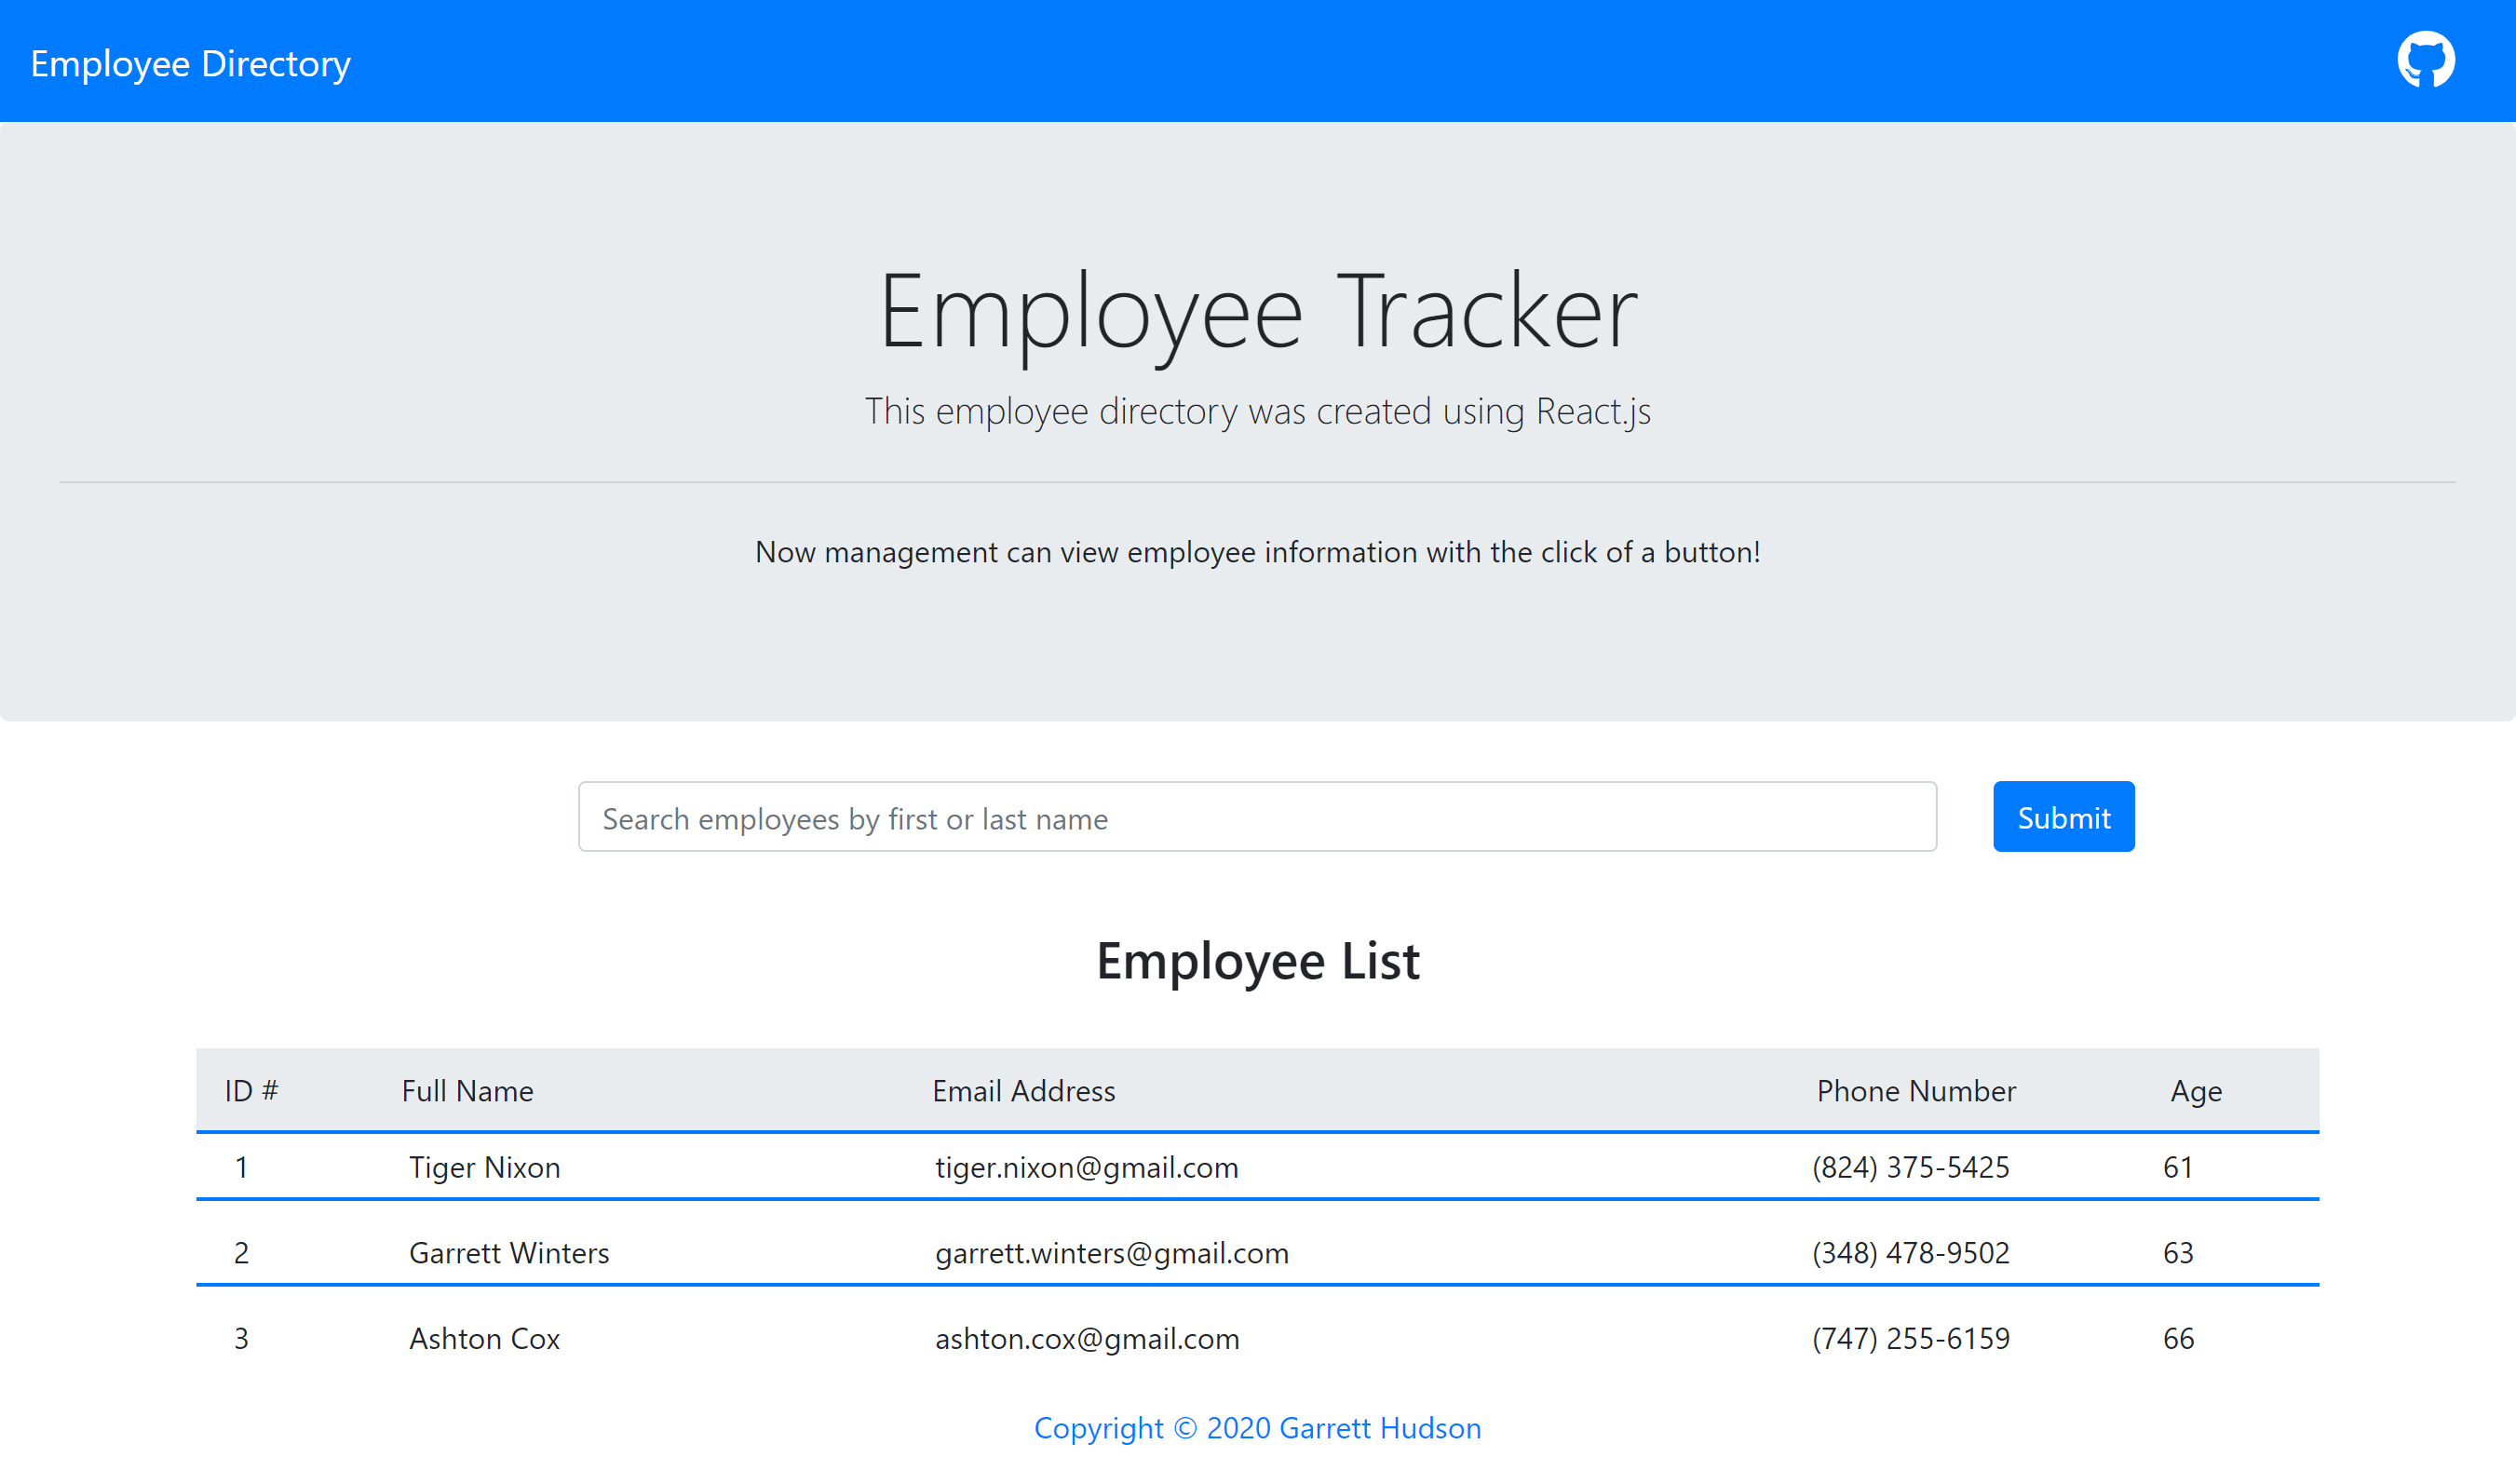 Employee Directory
Employee Tracker
This employee directory was created using React.js
Now management can view employee information with the click of a button!
Search employees by first or last name
Submit
Employee List
ID # Full Name Email Address Phone Number Age
1 Tiger Nixon tiger.nixon@gmail.com (824) 375-5425 61
2 Garrett Winters garrett.winters@gmail.com (348) 478-9502 63
3 Ashton Cox ashton.cox@gmail.com (747) 255-6159 66
Copyright © 2020 Garrett Hudson